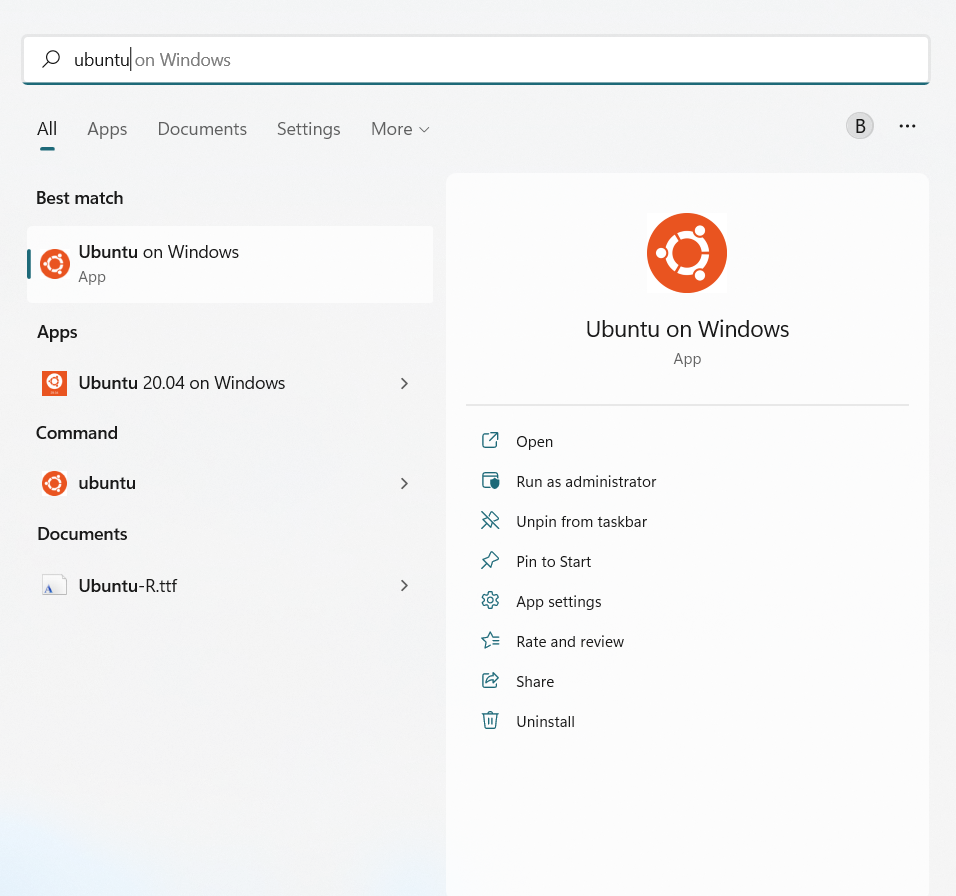 ubuntu on Windows
All Apps Documents Settings More
B
Best match
Ubuntu on Windows
App
Apps
Ubuntu 20.04 on Windows
Command
ubuntu
Documents
Ubuntu-R.ttf
Ubuntu on Windows
App
Open
Run as administrator
Unpin from taskbar
Pin to Start
App settings
Rate and review
Share
Uninstall